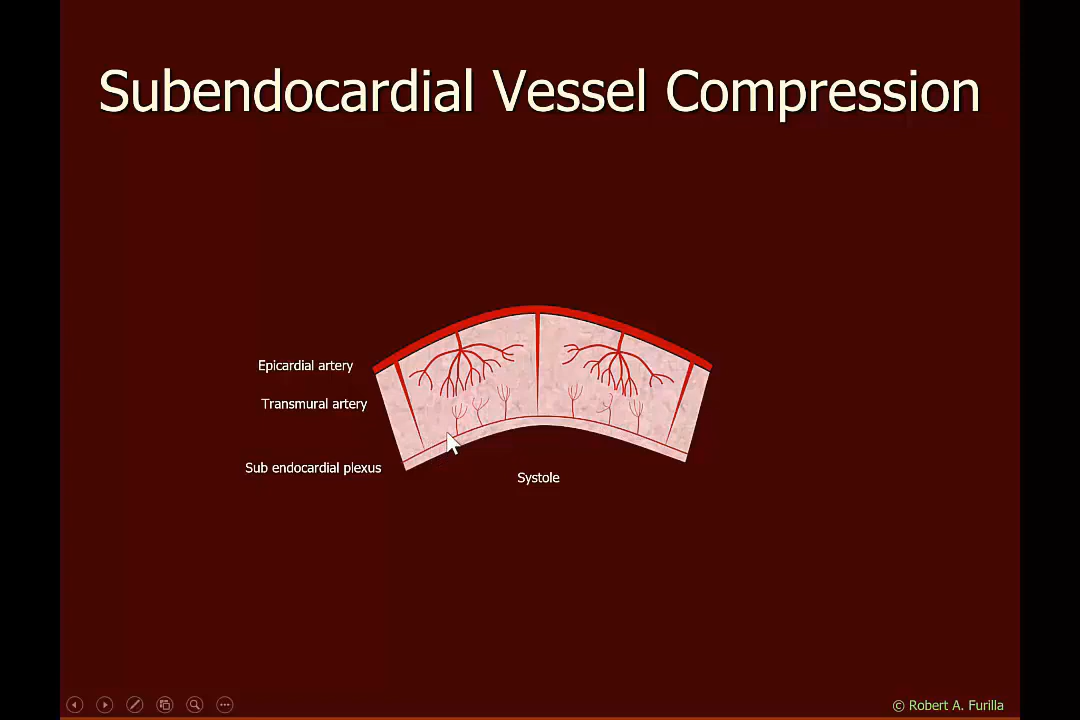 Subendocardial Vessel Compression
Epicardial artery
Transmural artery
Sub endocardial plexus
Systole
© Robert A. Furilla